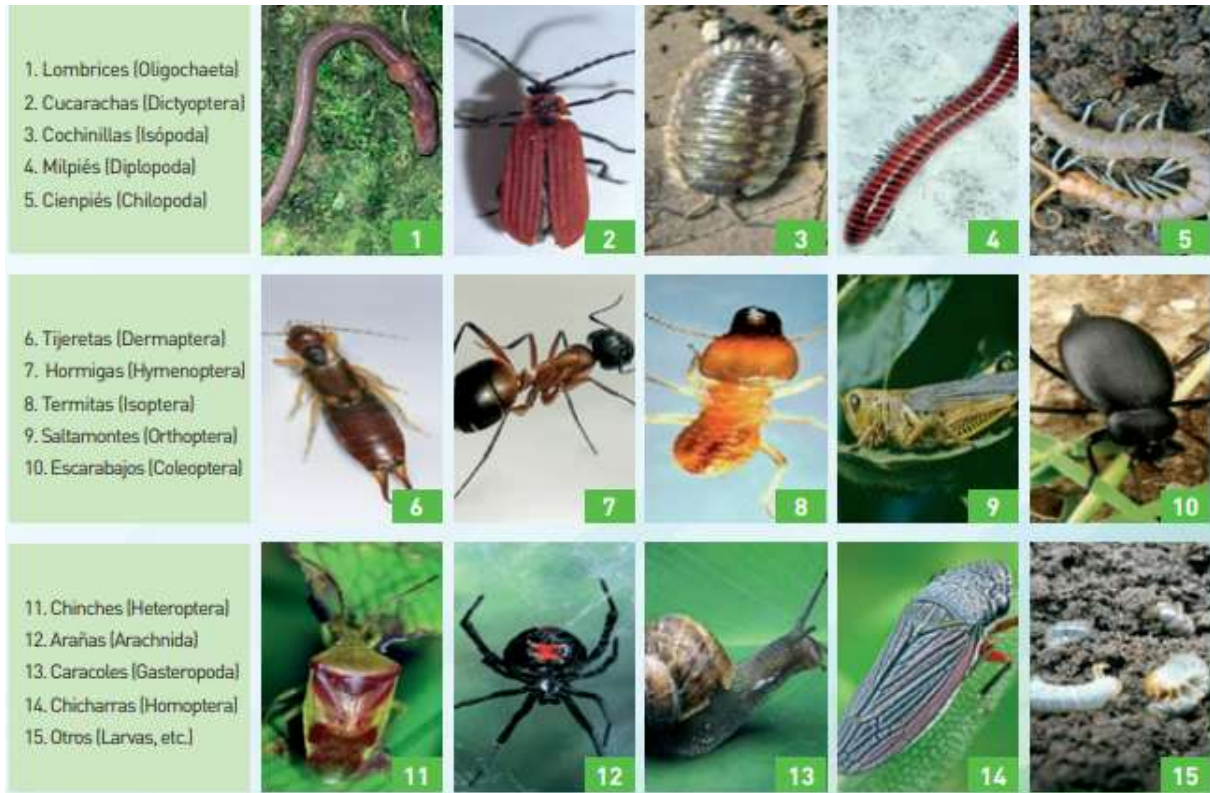 1. Lombrices (Oligochaeta)
2. Cucarachas (Dictyoptera)
3. Cochinillas (Isópoda)
4. Milpiés (Diplopoda)
5. Cienpiés (Chilopoda)
1
2
3
4
5
6. Tijeretas (Dermaptera)
7. Hormigas (Hymenoptera)
8. Termitas (Isoptera)
9. Saltamontes (Orthoptera)
10. Escarabajos (Coleoptera)
6
7
8
9
10
11. Chinches (Heteroptera)
12. Arañas (Arachnida)
13. Caracoles (Gasteropoda)
14. Chicharras (Homoptera)
15. Otros (Larvas, etc.)
11
12
13
14
15